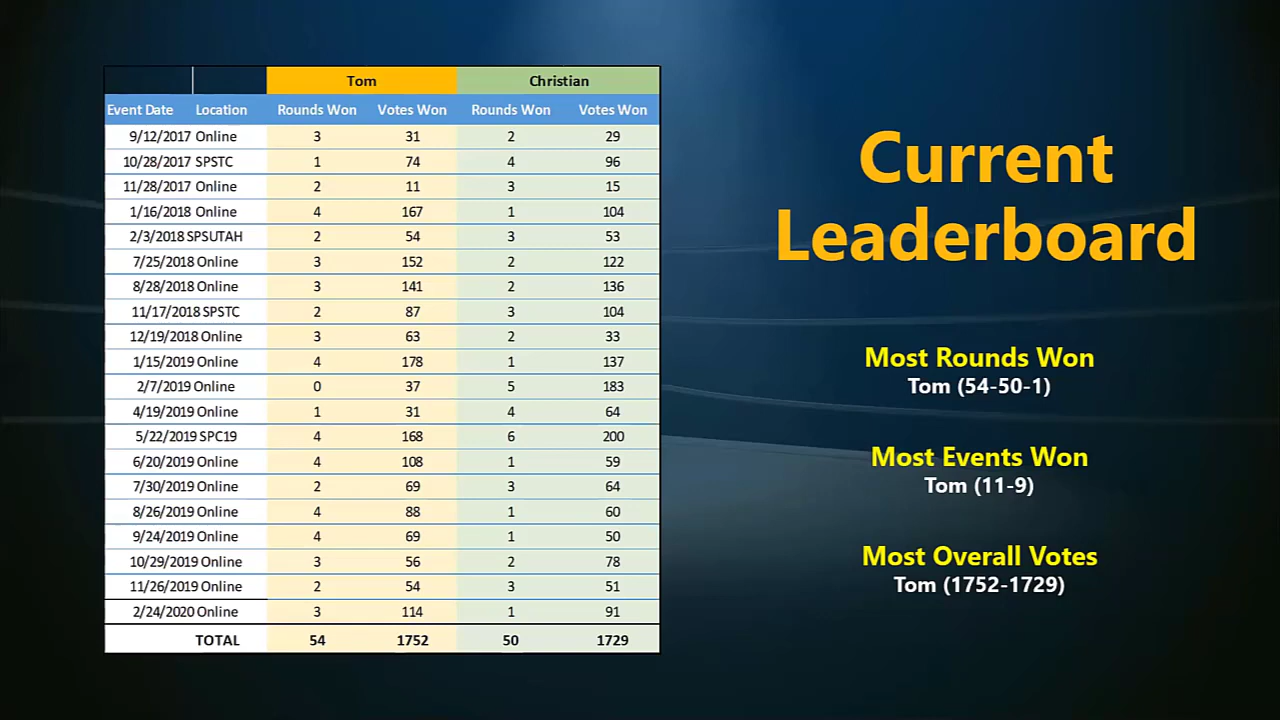 Tom Christian
Event Date Location Rounds Won Votes Won Rounds Won Votes Won
9/12/2017 Online 3 31 2 29
10/28/2017 SPSTC 1 74 4 96
11/28/2017 Online 2 11 3 15
1/16/2018 Online 4 167 1 104
2/3/2018 SPSUTAH 2 54 3 53
7/25/2018 Online 3 152 2 122
8/28/2018 Online 3 141 2 136
11/17/2018 SPSTC 2 87 3 104
12/19/2018 Online 3 63 2 33
1/15/2019 Online 4 178 1 137
2/7/2019 Online 0 37 5 183
4/19/2019 Online 1 31 4 64
5/22/2019 SPC19 4 168 6 200
6/20/2019 Online 4 108 1 59
7/30/2019 Online 2 69 3 64
8/26/2019 Online 4 88 1 60
9/24/2019 Online 4 69 1 50
10/29/2019 Online 3 56 2 78
11/26/2019 Online 2 54 3 51
2/24/2020 Online 3 114 1 91
TOTAL 54 1752 50 1729
Current
Leaderboard
Most Rounds Won
Tom (54-50-1)
Most Events Won
Tom (11-9)
Most Overall Votes
Tom (1752-1729)